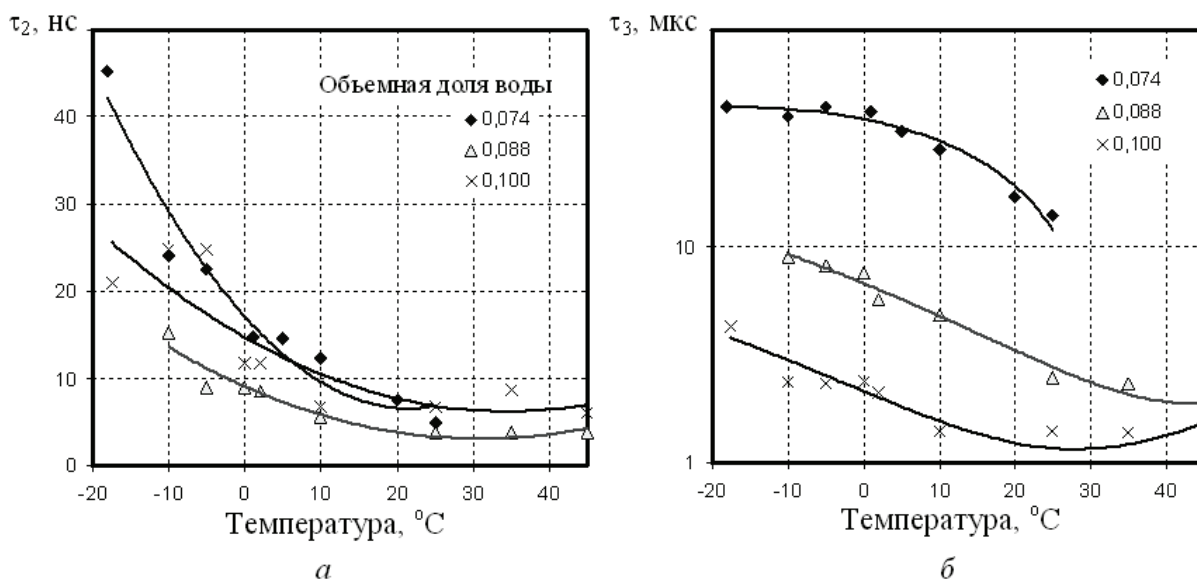 τ₂, нс
50
40
30
20
10
0
-20 -10 0 10 20 30 40
Объемная доля воды
0,074
0,088
0,100
Температура, °С
а
τ₃, мкс
10
1
-20 -10 0 10 20 30 40
0,074
0,088
0,100
Температура, °С
б